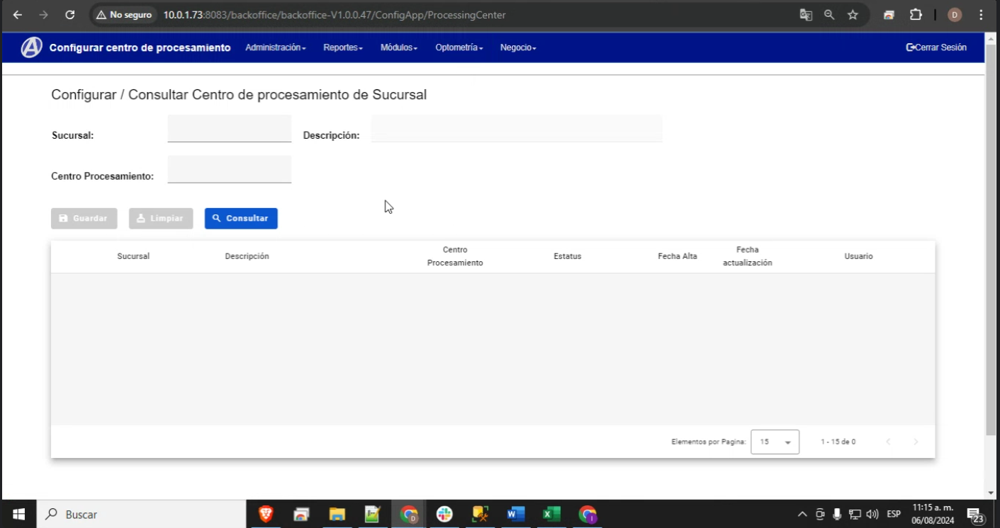 No seguro 10.0.1.73:8083/backoffice/backoffice-V1.0.0.47/ConfigApp/ProcessingCenter D
Configurar centro de procesamiento Administración Reportes Módulos Optometría Negocio Cerrar Sesión
Configurar / Consultar Centro de procesamiento de Sucursal
Sucursal: Descripción:
Centro Procesamiento:
Guardar Limpiar Consultar
Sucursal Descripción Centro Procesamiento Estatus Fecha Alta Fecha actualización Usuario
Elementos por Pagina: 15 1 - 15 de 0
Buscar ESP 11:15 a. m.
06/08/2024 23